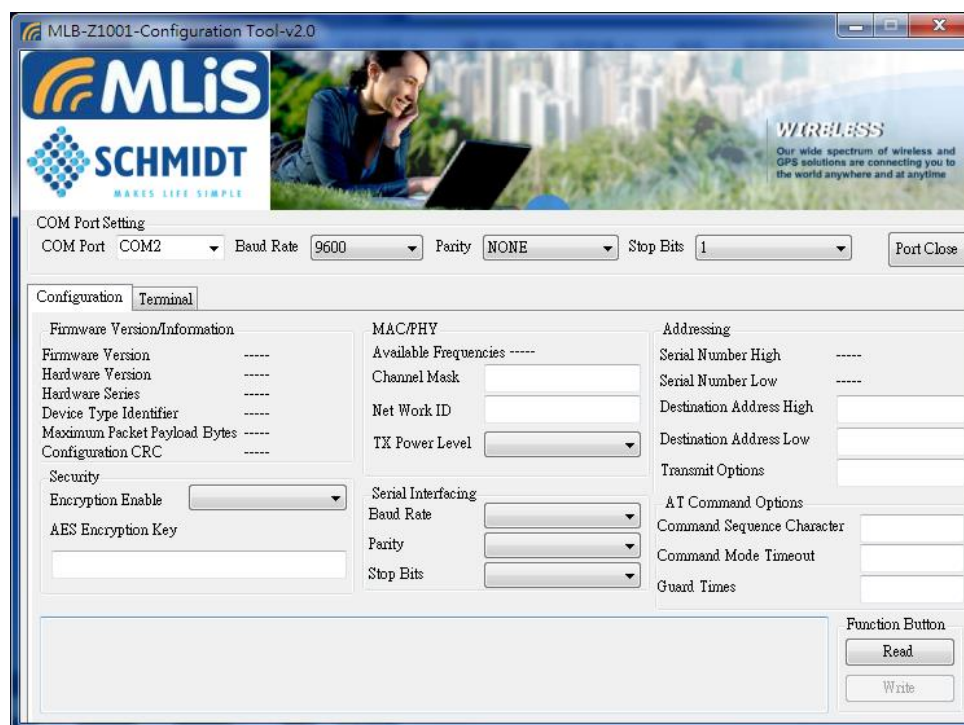 MLB-Z1001-Configuration Tool-v2.0
MLiS
SCHMIDT
MAKES LIFE SIMPLE
WIRELESS
Our wide spectrum of wireless and
GPS solutions are connecting you to
the world anywhere and at anytime
COM Port Setting
COM Port COM2 Baud Rate 9600 Parity NONE Stop Bits 1 Port Close
Configuration Terminal
Firmware Version/Information
Firmware Version -----
Hardware Version -----
Hardware Series -----
Device Type Identifier -----
Maximum Packet Payload Bytes -----
Configuration CRC -----
Security
Encryption Enable
AES Encryption Key
MAC/PHY
Available Frequencies -----
Channel Mask
Net Work ID
TX Power Level
Serial Interfacing
Baud Rate
Parity
Stop Bits
Addressing
Serial Number High -----
Serial Number Low -----
Destination Address High
Destination Address Low
Transmit Options
AT Command Options
Command Sequence Character
Command Mode Timeout
Guard Times
Function Button
Read
Write